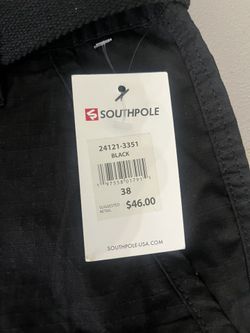 SOUTHPOLE
24121-3351
BLACK
38
SUGGESTED
RETAIL
$46.00
SOUTHPOLE-USA.COM